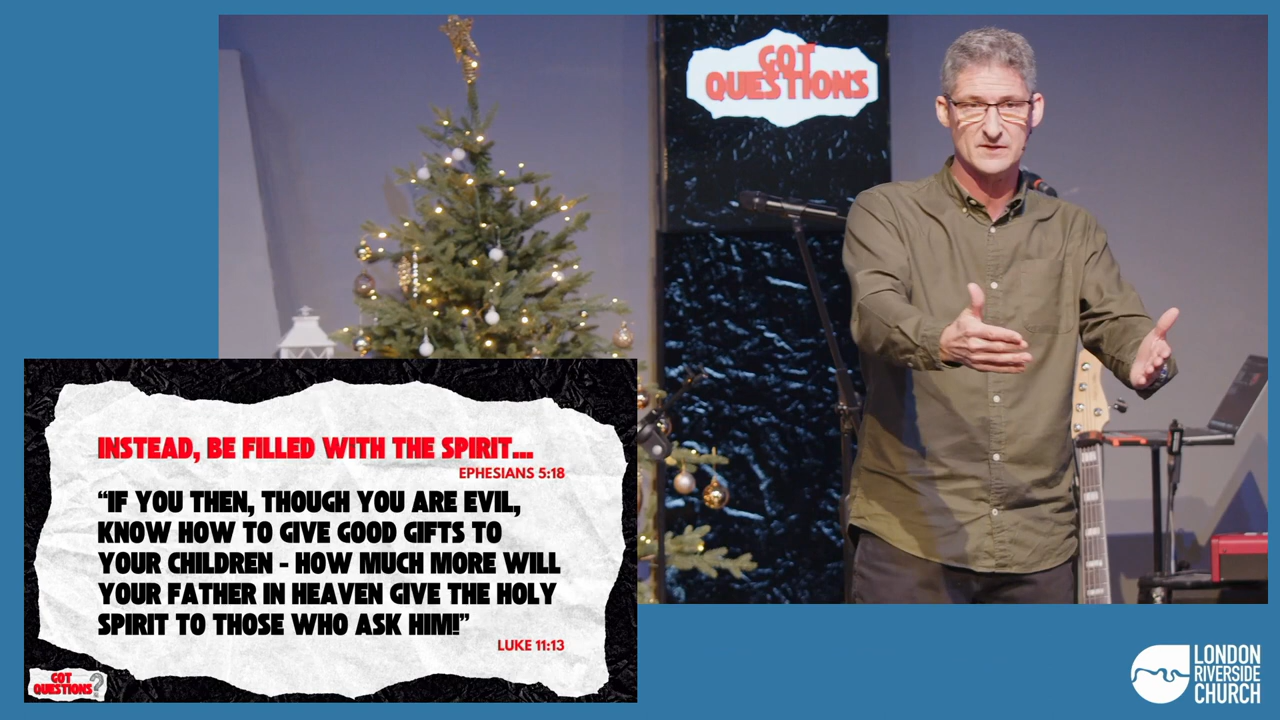 GOT
QUESTIONS
INSTEAD, BE FILLED WITH THE SPIRIT...
EPHESIANS 5:18
“IF YOU THEN, THOUGH YOU ARE EVIL,
KNOW HOW TO GIVE GOOD GIFTS TO
YOUR CHILDREN - HOW MUCH MORE WILL
YOUR FATHER IN HEAVEN GIVE THE HOLY
SPIRIT TO THOSE WHO ASK HIM!”
LUKE 11:13
GOT
QUESTIONS?
LONDON
RIVERSIDE
CHURCH